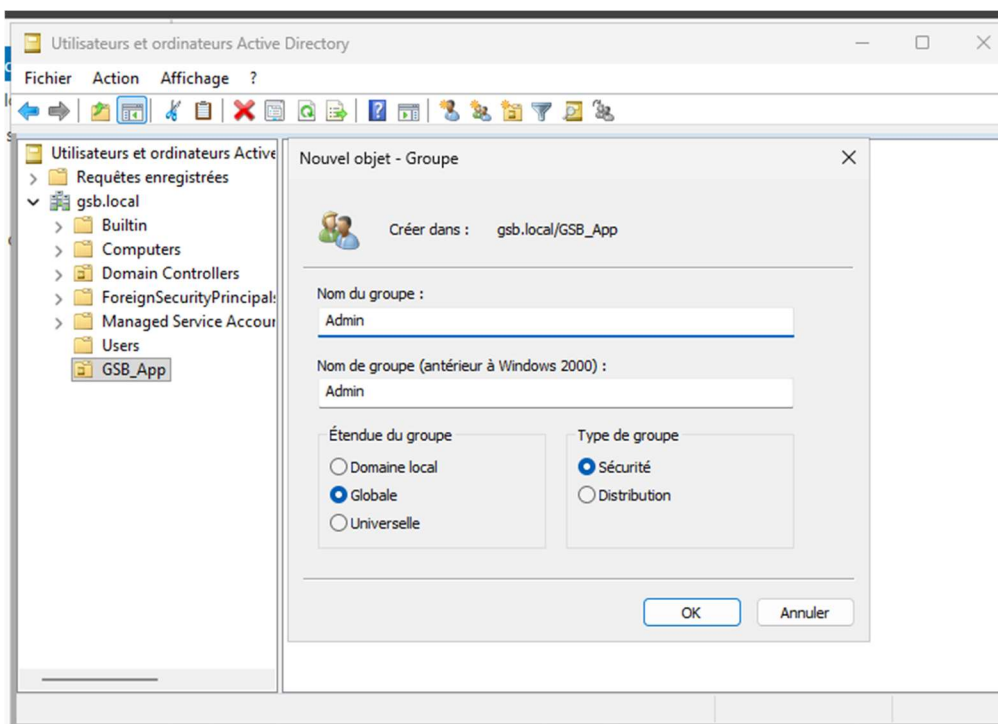 Utilisateurs et ordinateurs Active Directory
Fichier Action Affichage ?
Utilisateurs et ordinateurs Active
Requêtes enregistrées
gsb.local
Builtin
Computers
Domain Controllers
ForeignSecurityPrincipals
Managed Service Accour
Users
GSB_App
Nouvel objet - Groupe
Créer dans : gsb.local/GSB_App
Nom du groupe :
Admin
Nom de groupe (antérieur à Windows 2000) :
Admin
Étendue du groupe
Domaine local
Globale
Universelle
Type de groupe
Sécurité
Distribution
OK Annuler